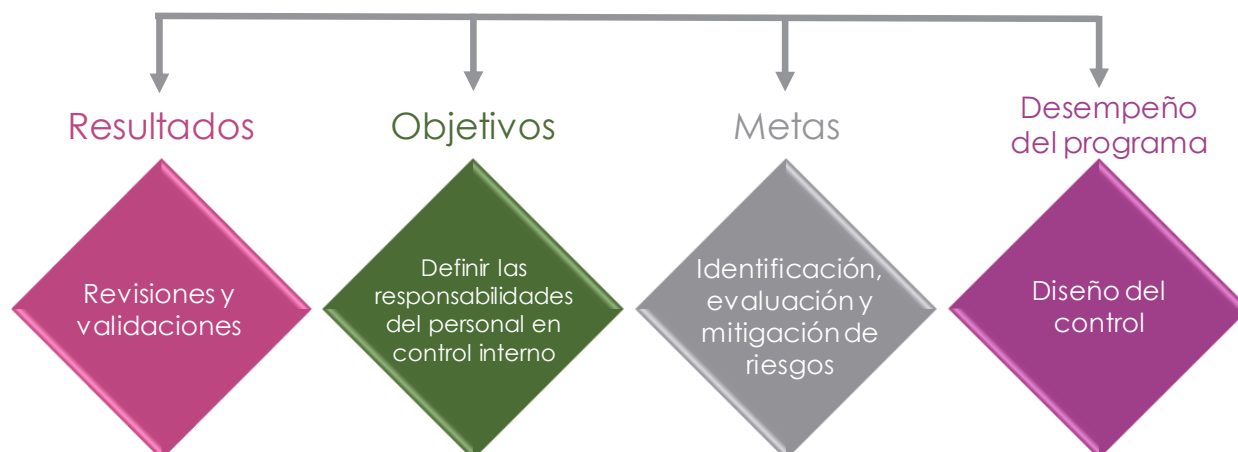 Resultados
Objetivos
Metas
Desempeño
del programa
Revisiones y
validaciones
Definir las
responsabilidades
del personal en
control interno
Identificación,
evaluación y
mitigación de
riesgos
Diseño del
control